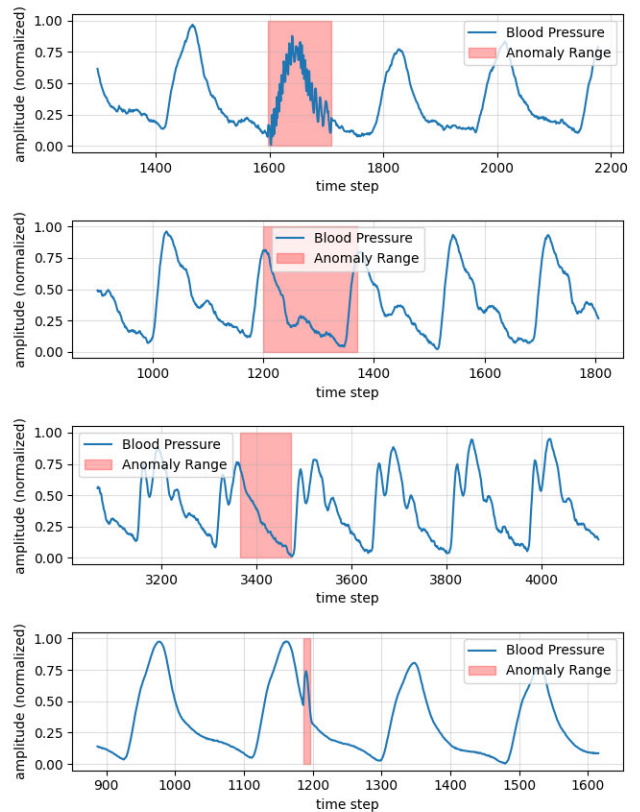 1.00
0.75
0.50
0.25
0.00
amplitude (normalized)
Blood Pressure
Anomaly Range
1400
1600
1800
2000
2200
time step
1.00
0.75
0.50
0.25
0.00
amplitude (normalized)
Blood Pressure
Anomaly Range
1000
1200
1400
1600
1800
time step
1.00
0.75
0.50
0.25
0.00
amplitude (normalized)
Blood Pressure
Anomaly Range
3200
3400
3600
3800
4000
time step
1.00
0.75
0.50
0.25
0.00
amplitude (normalized)
Blood Pressure
Anomaly Range
900
1000
1100
1200
1300
1400
1500
1600
time step